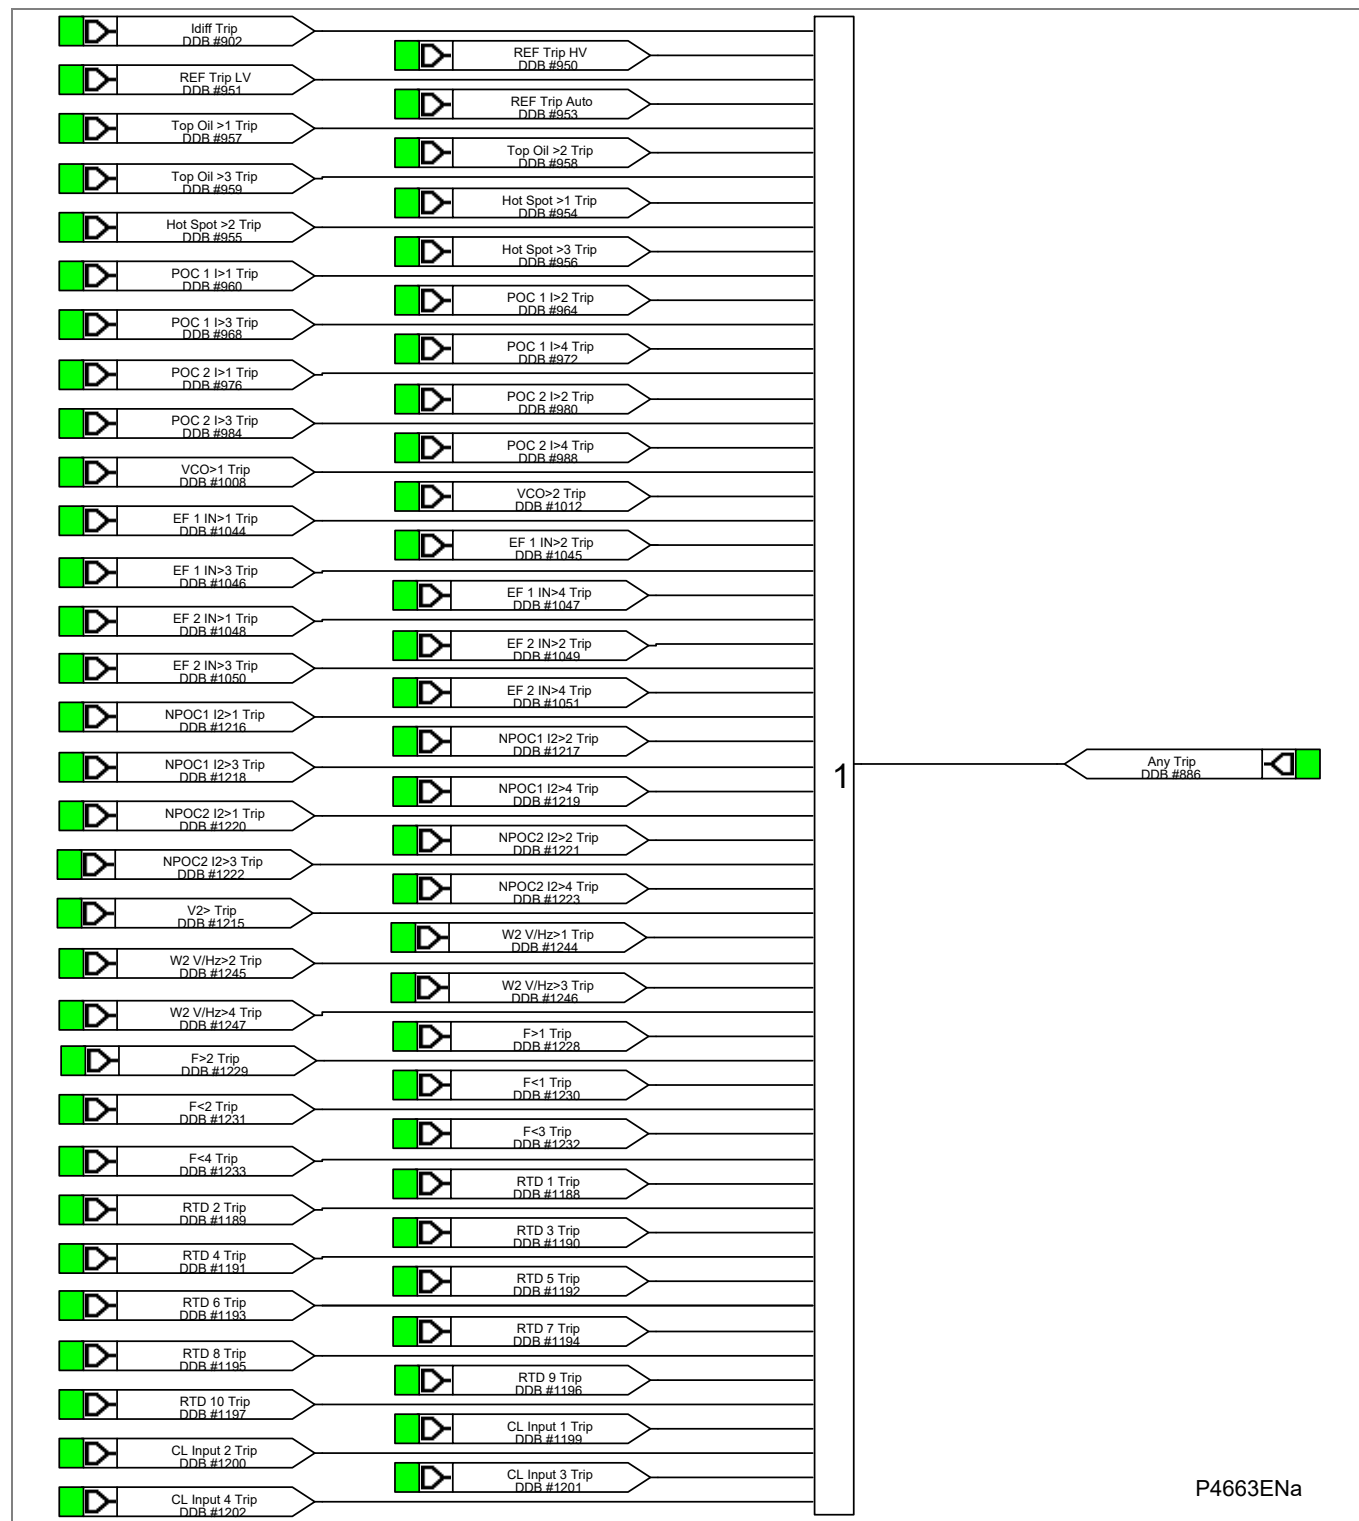 Idiff Trip
DDB #902
REF Trip HV
DDB #950
REF Trip LV
DDB #951
REF Trip Auto
DDB #953
Top Oil >1 Trip
DDB #957
Top Oil >2 Trip
DDB #958
Top Oil >3 Trip
DDB #959
Hot Spot >1 Trip
DDB #954
Hot Spot >2 Trip
DDB #955
Hot Spot >3 Trip
DDB #956
POC 1 I>1 Trip
DDB #960
POC 1 I>2 Trip
DDB #964
POC 1 I>3 Trip
DDB #968
POC 1 I>4 Trip
DDB #972
POC 2 I>1 Trip
DDB #976
POC 2 I>2 Trip
DDB #980
POC 2 I>3 Trip
DDB #984
POC 2 I>4 Trip
DDB #988
VCO>1 Trip
DDB #1008
VCO>2 Trip
DDB #1012
EF 1 IN>1 Trip
DDB #1044
EF 1 IN>2 Trip
DDB #1045
EF 1 IN>3 Trip
DDB #1046
EF 1 IN>4 Trip
DDB #1047
EF 2 IN>1 Trip
DDB #1048
EF 2 IN>2 Trip
DDB #1049
EF 2 IN>3 Trip
DDB #1050
EF 2 IN>4 Trip
DDB #1051
NPOC1 I2>1 Trip
DDB #1216
NPOC1 I2>2 Trip
DDB #1217
NPOC1 I2>3 Trip
DDB #1218
1
Any Trip
DDB #886
NPOC1 I2>4 Trip
DDB #1219
NPOC2 I2>1 Trip
DDB #1220
NPOC2 I2>2 Trip
DDB #1221
NPOC2 I2>3 Trip
DDB #1222
NPOC2 I2>4 Trip
DDB #1223
V2> Trip
DDB #1215
W2 V/Hz>1 Trip
DDB #1244
W2 V/Hz>2 Trip
DDB #1245
W2 V/Hz>3 Trip
DDB #1246
W2 V/Hz>4 Trip
DDB #1247
F>1 Trip
DDB #1228
F>2 Trip
DDB #1229
F<1 Trip
DDB #1230
F<2 Trip
DDB #1231
F<3 Trip
DDB #1232
F<4 Trip
DDB #1233
RTD 1 Trip
DDB #1188
RTD 2 Trip
DDB #1189
RTD 3 Trip
DDB #1190
RTD 4 Trip
DDB #1191
RTD 5 Trip
DDB #1192
RTD 6 Trip
DDB #1193
RTD 7 Trip
DDB #1194
RTD 8 Trip
DDB #1195
RTD 9 Trip
DDB #1196
RTD 10 Trip
DDB #1197
CL Input 1 Trip
DDB #1199
CL Input 2 Trip
DDB #1200
CL Input 3 Trip
DDB #1201
CL Input 4 Trip
DDB #1202
P4663ENa